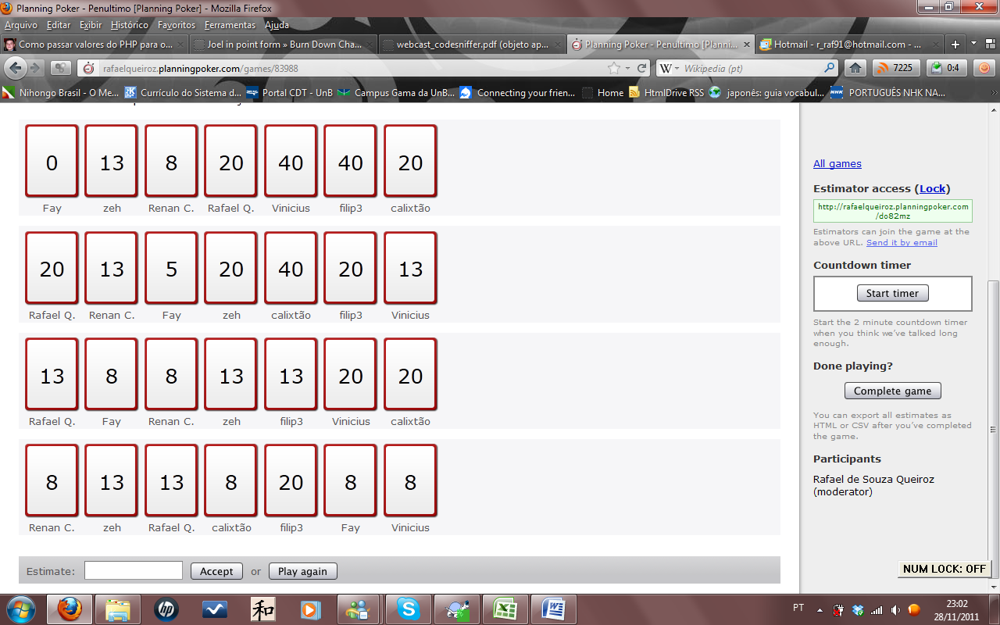 Planning Poker - Penultimo [Planning Poker] - Mozilla Firefox
Arquivo Editar Exibir Histórico Favoritos Ferramentas Ajuda
Como passar valores do PHP para o... Joel in point form » Burn Down Cha... webcast_codesniffer.pdf (objeto ap... Planning Poker - Penultimo [Planni... Hotmail - r_raf91@hotmail.com - ...
rafaelqueiroz.planningpoker.com/games/83988 W Wikipedia (pt) 7225 0:4
Nihongo Brasil - O Me... Currículo do Sistema d... Portal CDT - UnB Campus Gama da UnB... Connecting your frien... Home HtmlDrive RSS japonés: guia vocabul... NHK PORTUGUÊS NHK NA...
0 13 8 20 40 40 20
Fay zeh Renan C. Rafael Q. Vinicius filip3 calixtão
20 13 5 20 40 20 13
Rafael Q. Renan C. Fay zeh calixtão filip3 Vinicius
13 8 8 13 13 20 20
Rafael Q. Fay Renan C. zeh filip3 Vinicius calixtão
8 13 13 8 20 8 8
Renan C. zeh Rafael Q. calixtão filip3 Fay Vinicius
Estimate: Accept or Play again
All games
Estimator access (Lock)
http://rafaelqueiroz.planningpoker.com
/do82mz
Estimators can join the game at the
above URL. Send it by email
Countdown timer
Start timer
Start the 2 minute countdown timer
when you think we've talked long
enough.
Done playing?
Complete game
You can export all estimates as
HTML or CSV after you've completed
the game.
Participants
Rafael de Souza Queiroz
(moderator)
NUM LOCK: OFF
hp 和 S W PT 23:02
28/11/2011